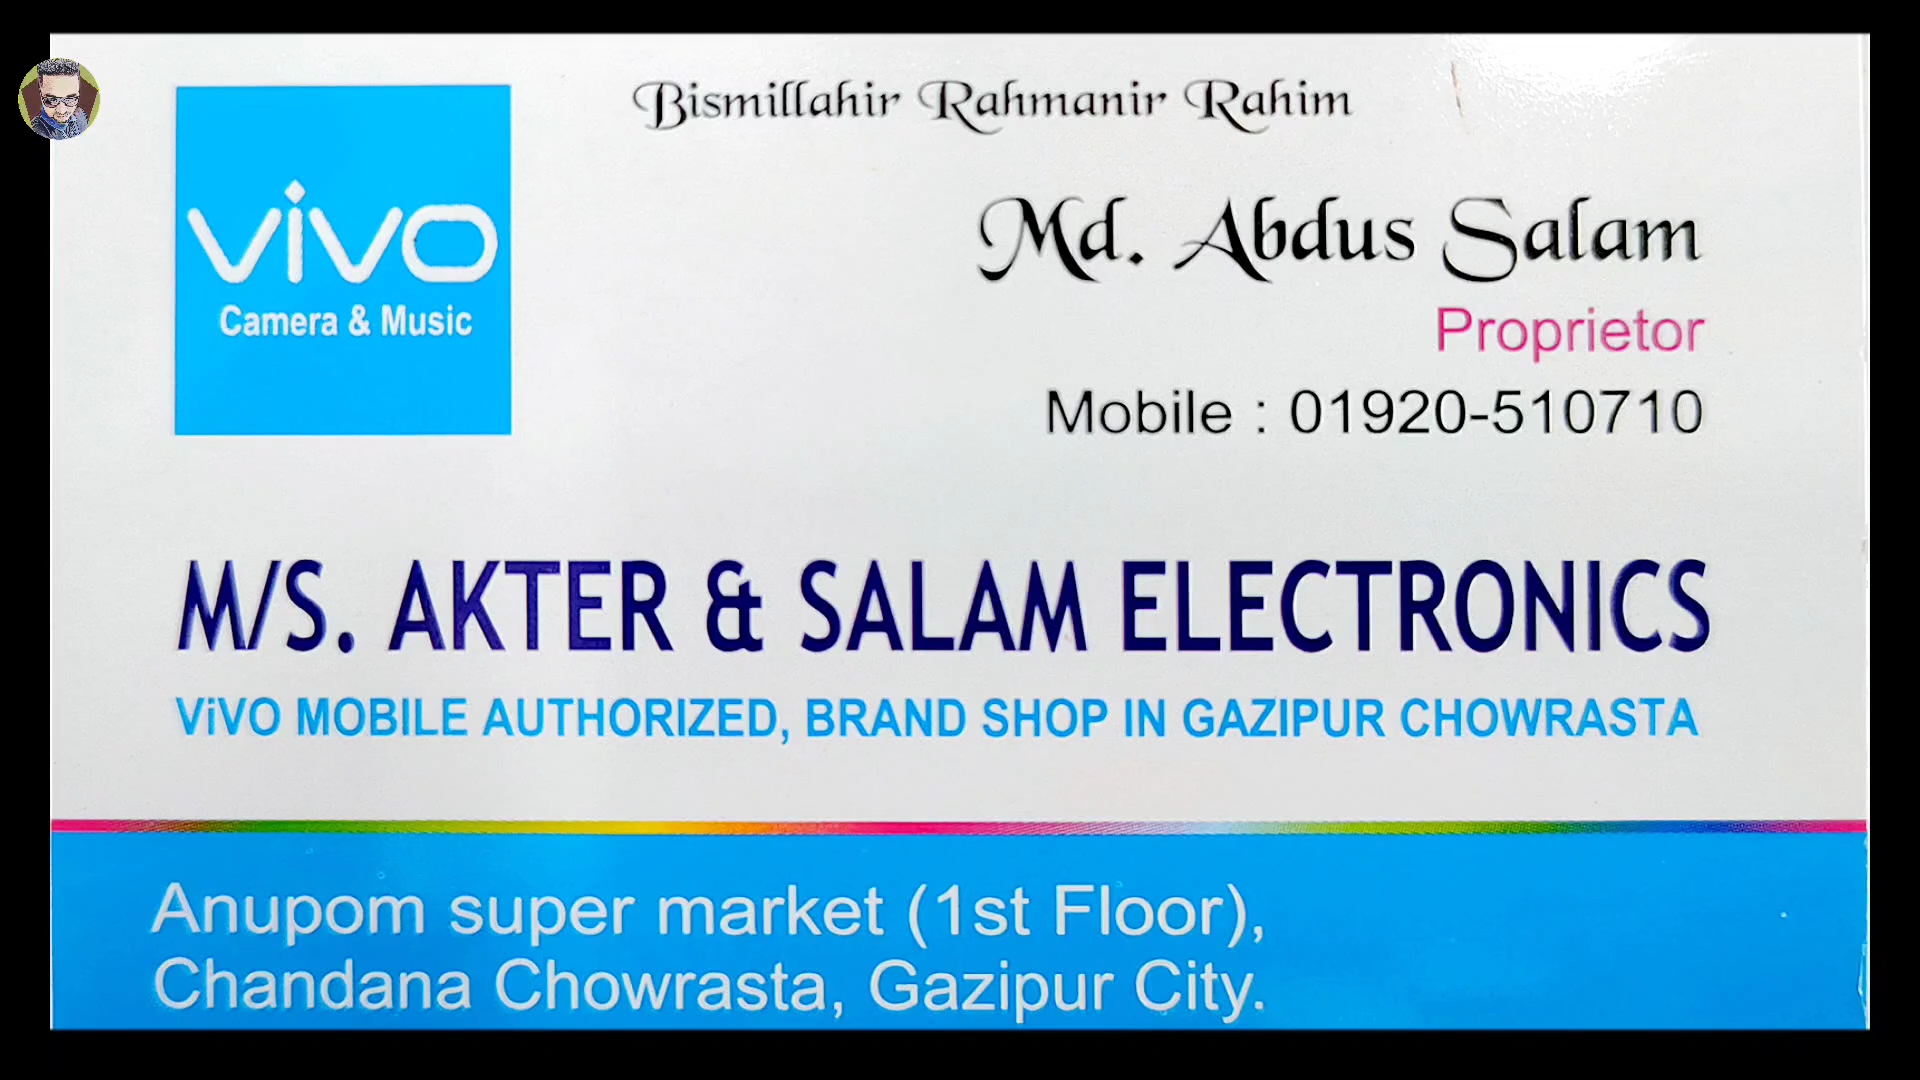 Bismillahir Rahmanir Rahim
vivo
Camera & Music
Md. Abdus Salam
Proprietor
Mobile : 01920-510710
M/S. AKTER & SALAM ELECTRONICS
ViVO MOBILE AUTHORIZED, BRAND SHOP IN GAZIPUR CHOWRASTA
Anupom super market (1st Floor),
Chandana Chowrasta, Gazipur City.